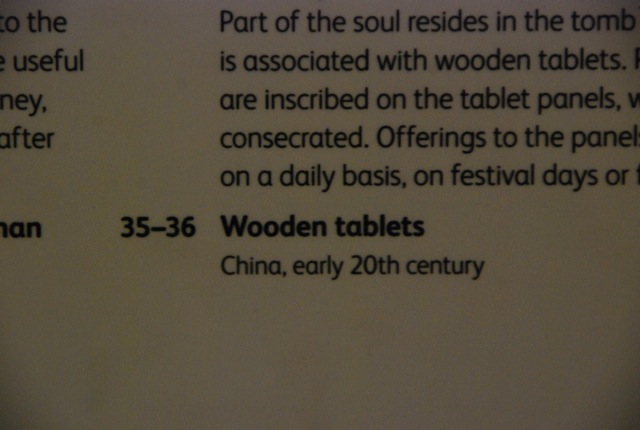 to the
useful
ney,
after
nan
Part of the soul resides in the tomb
is associated with wooden tablets.
are inscribed on the tablet panels,
consecrated. Offerings to the panel
on a daily basis, on festival days or
35–36 Wooden tablets
China, early 20th century